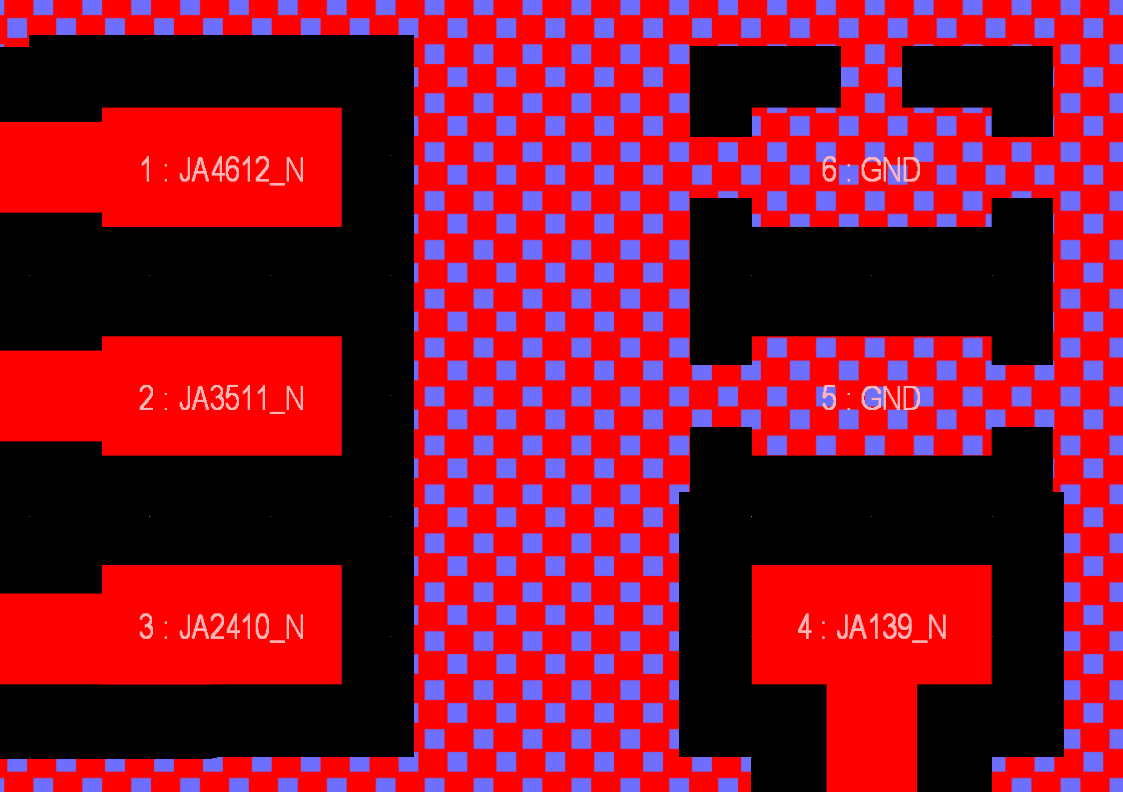 1 : JA4612_N
6 : GND
2 : JA3511_N
5 : GND
3 : JA2410_N
4 : JA139_N